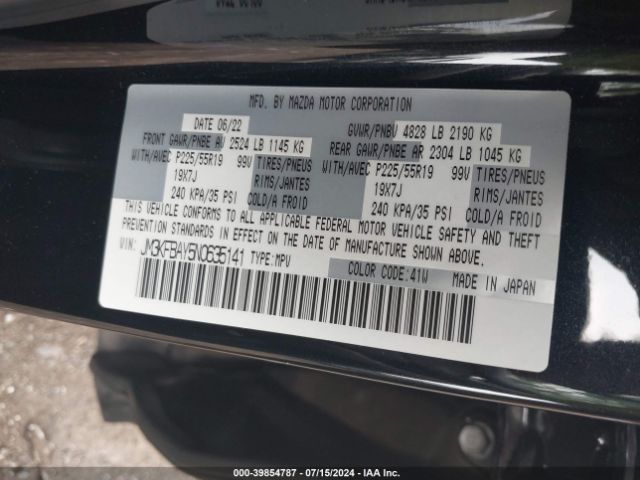 MFD. BY MAZDA MOTOR CORPORATION
DATE 06/22 GVWR/PNBV 4828 LB 2190 KG
FRONT GAWR/PNBE AV 2524 LB 1145 KG REAR GAWR/PNBE AR 2304 LB 1045 KG
WITH/AVEC P225/55R19 99V TIRES/PNEUS WITH/AVEC P225/55R19 99V TIRES/PNEUS
19X7J RIMS/JANTES 19X7J RIMS/JANTES
240 KPA/35 PSI COLD/A FROID 240 KPA/35 PSI COLD/A FROID
THIS VEHICLE CONFORMS TO ALL APPLICABLE FEDERAL MOTOR VEHICLE SAFETY AND THEFT
PREVENTION STANDARDS IN EFFECT ON THE DATE OF MANUFACTURE SHOWN ABOVE.
VIN: JM3KFBAY5N0635141 TYPE:MPV COLOR CODE:41W MADE IN JAPAN
000-39854787 - 07/15/2024 - IAA Inc.